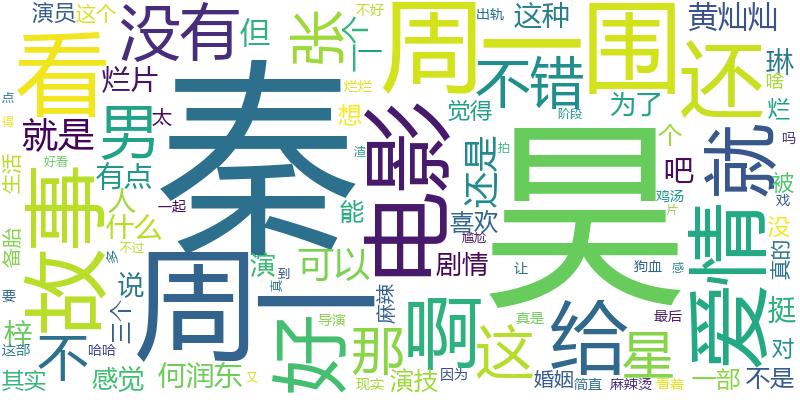 演员
这个
没有
但
张
个
一
这种
周一围
黄灿灿
看
烂片
烂烂
不错
还
琳
啥
点
得
就是
太
男
秦
想
电影
觉得
阶段
为了
烂
昊
个
吧
就
吗
好看
渣
还是
拍
生活
故事
有点
人
一起
能
喜欢
鸡汤
片
被
戏
什么
备胎
不过
多
周一
尴尬
爱情
没
真的
演
可以
剧情
让
狗血
感
说
真
到
要
梓
三个
麻辣
好
那
啊
这
给
星
挺
不
导演
真是
最后
对
这部
哈哈
其实
感觉
何润东
又
现实
演技
因为
婚姻
简直
麻辣烫
香着
一部
不是
不好
出轨